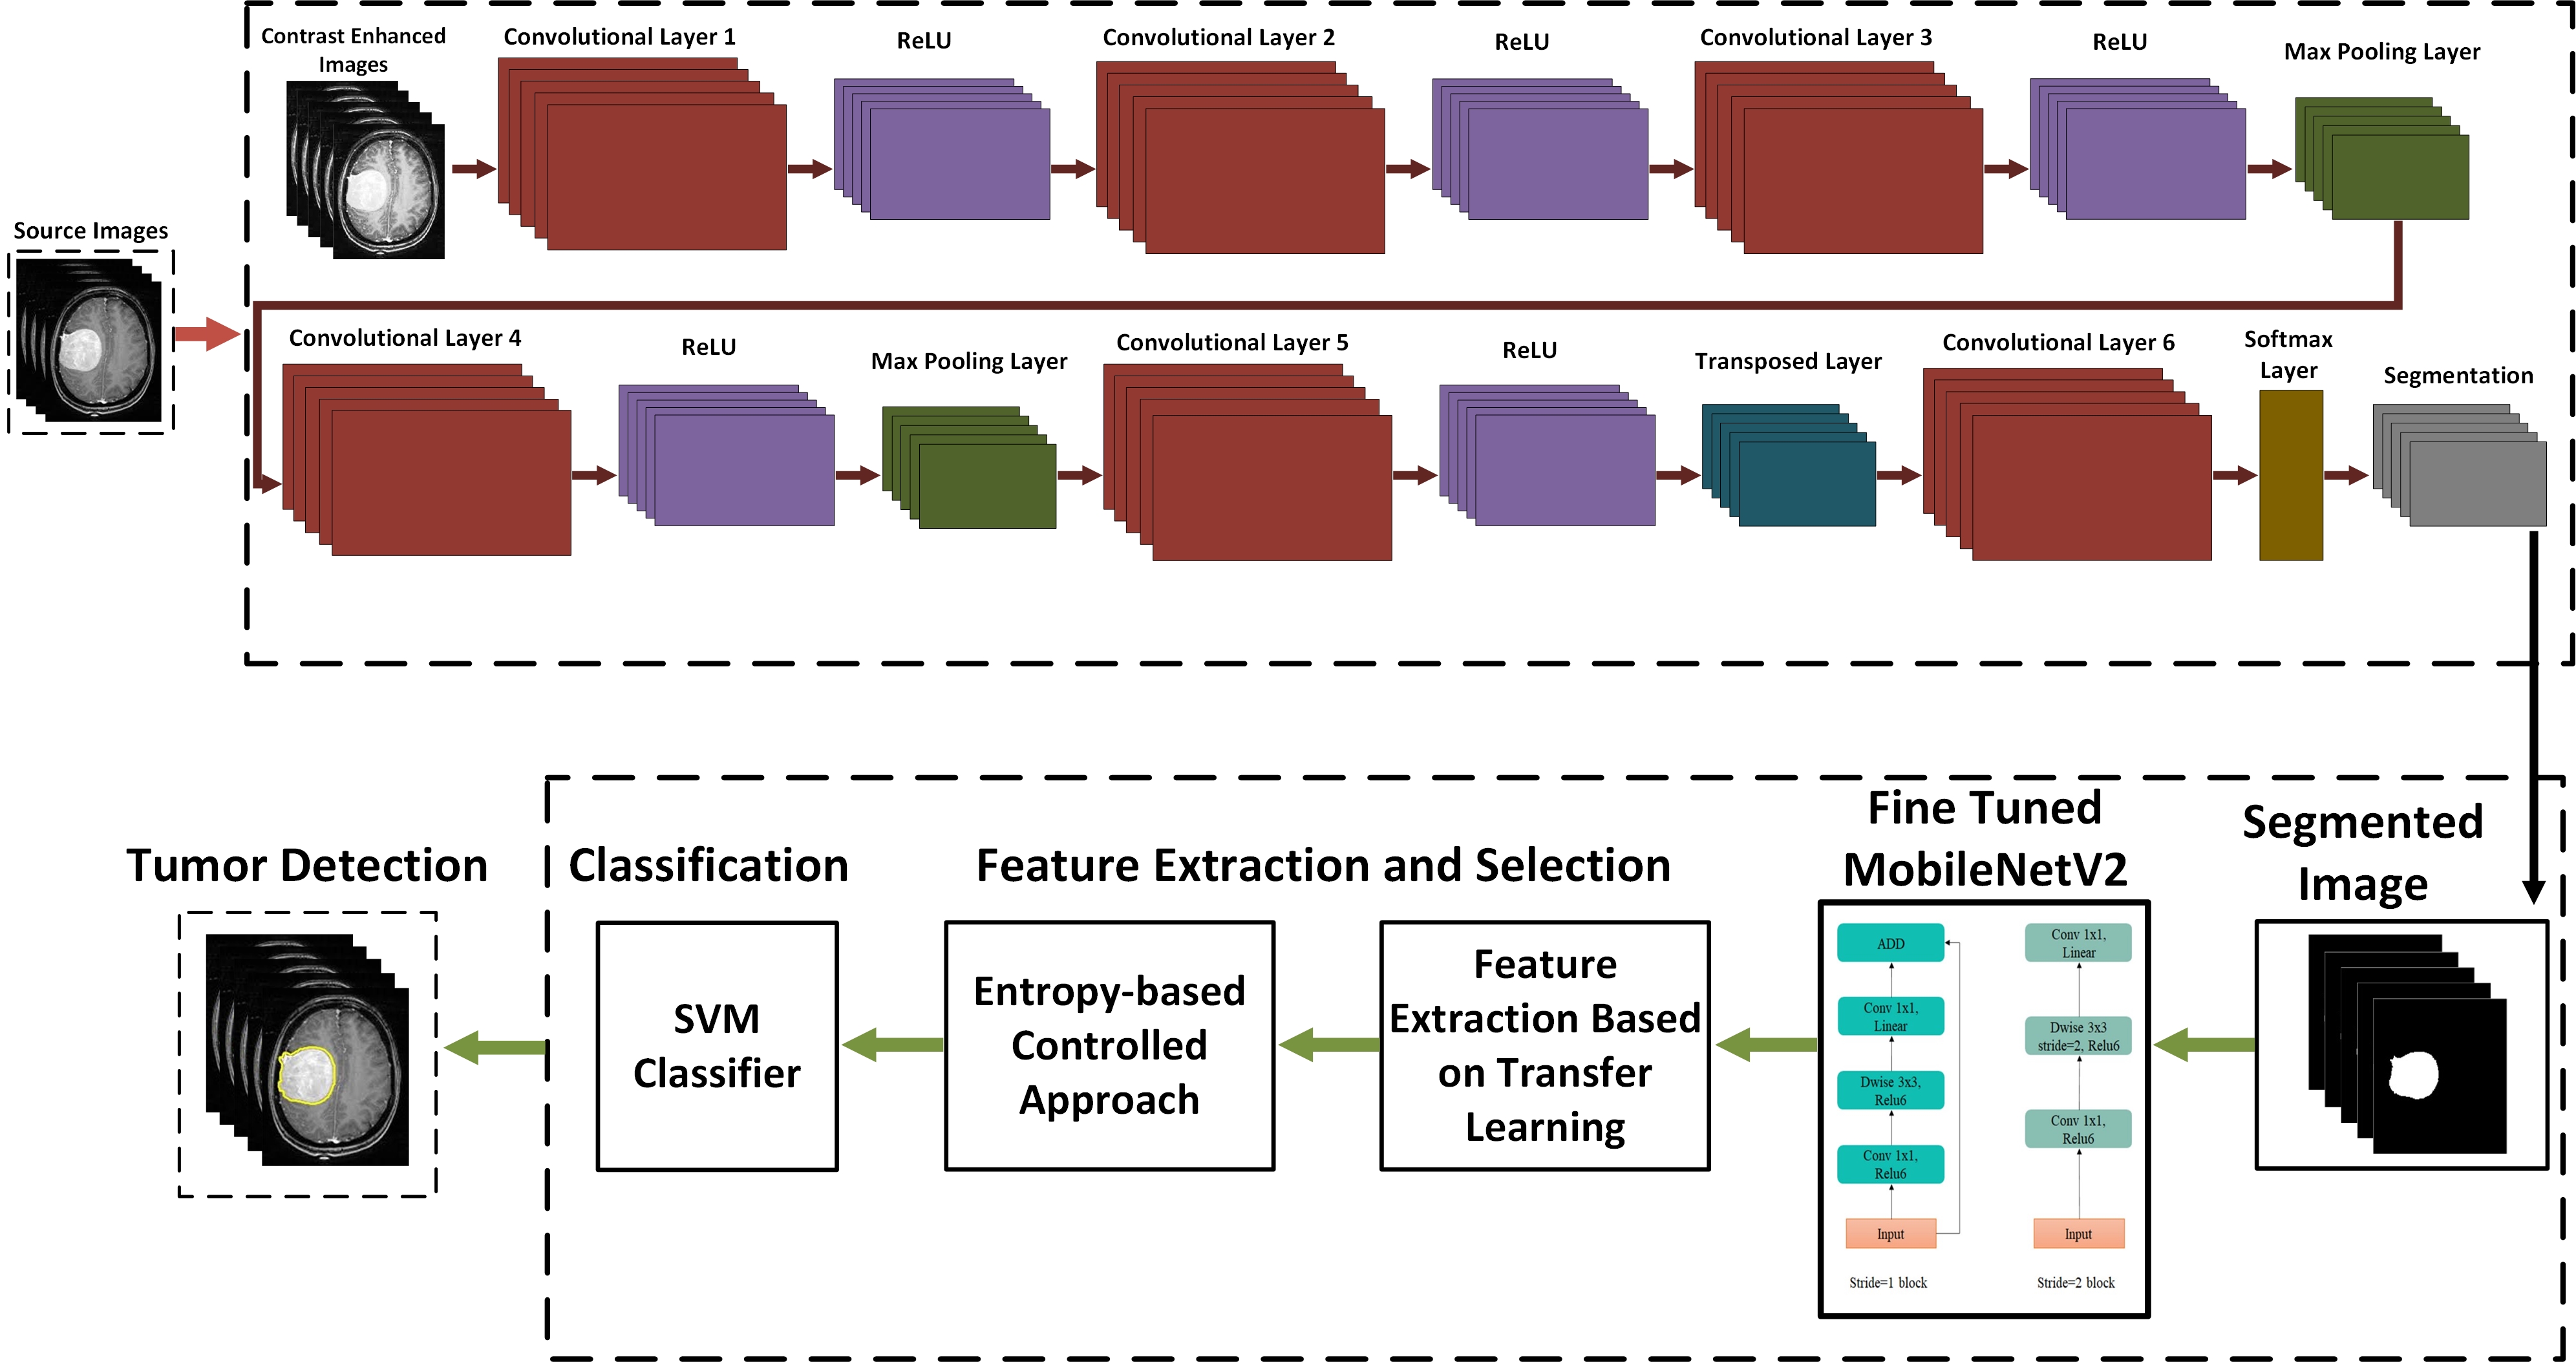 Source Images
Contrast Enhanced
Images
Convolutional Layer 1
ReLU
Convolutional Layer 2
ReLU
Convolutional Layer 3
ReLU
Max Pooling Layer
Convolutional Layer 4
ReLU
Max Pooling Layer
Convolutional Layer 5
ReLU
Transposed Layer
Convolutional Layer 6
Softmax
Layer
Segmentation
Segmented
Image
Fine Tuned
MobileNetV2
ADD
Conv 1x1,
Linear
Dwise 3x3,
Relu6
Conv 1x1,
Relu6
Input
Stride=1 block
Conv 1x1,
Linear
Dwise 3x3
stride=2, Relu6
Conv 1x1,
Relu6
Input
Stride=2 block
Feature Extraction and Selection
Feature
Extraction Based
on Transfer
Learning
Entropy-based
Controlled
Approach
Classification
SVM
Classifier
Tumor Detection